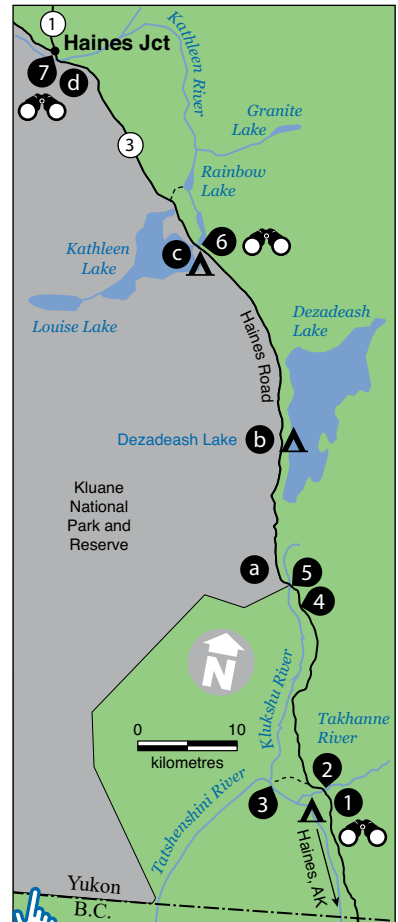 1
Haines Jct
7
d
Kathleen River
Granite
Lake
3
Rainbow
Lake
Kathleen
Lake
c
6
Louise Lake
Haines Road
Dezadeash
Lake
Dezadeash Lake
b
Kluane
National
Park and
Reserve
a
5
4
N
Klukshu River
0
10
kilometres
Takhanne
River
2
Tatshenshini River
3
1
Haines, AK
Yukon
B.C.